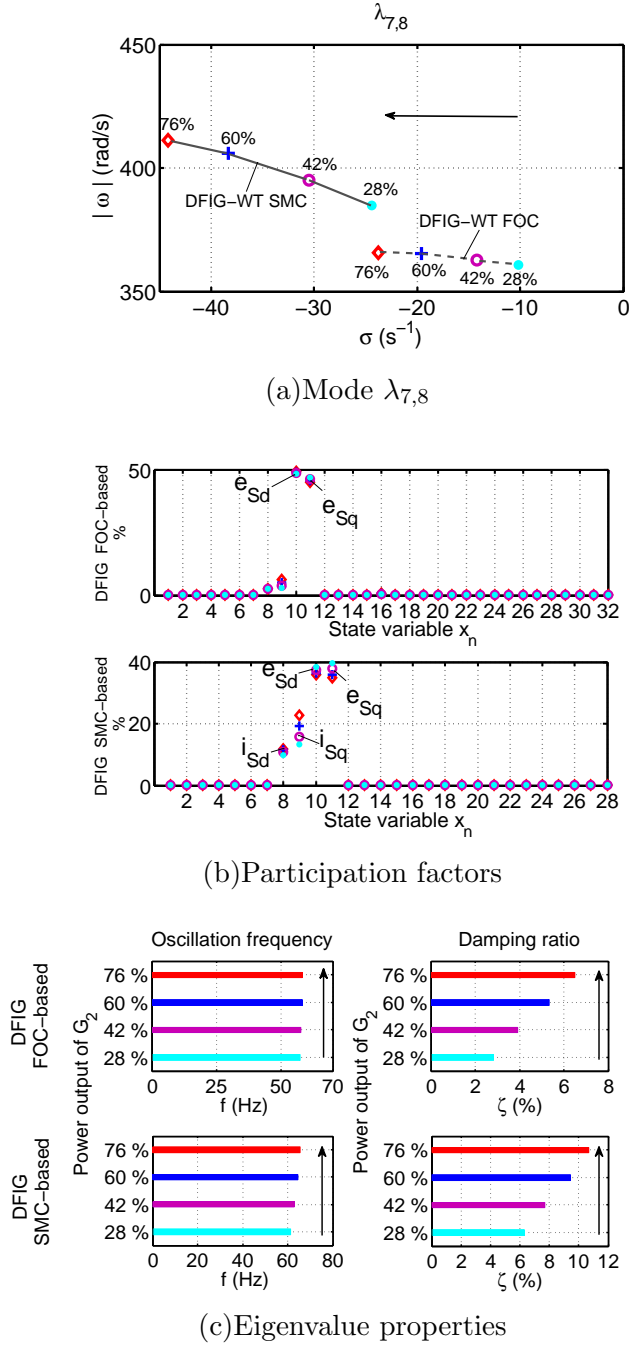 λ7,8
450
400
350
| ω | (rad/s)
76%
60%
42%
28%
DFIG−WT SMC
DFIG−WT FOC
76%
60%
42%
28%
−40 −30 −20 −10 0
σ (s⁻¹)
(a)Mode λ7,8
DFIG FOC−based
%
50
0
eSd
eSq
2 4 6 8 10 12 14 16 18 20 22 24 26 28 30 32
State variable xn
DFIG SMC−based
%
40
20
0
eSd
eSq
iSd
iSq
2 4 6 8 10 12 14 16 18 20 22 24 26 28
State variable xn
(b)Participation factors
Oscillation frequency
Damping ratio
DFIG
FOC−based
Power output of G2
76 %
60 %
42 %
28 %
0 50 70
f (Hz)
Power output of G2
76 %
60 %
42 %
28 %
0 2 4 6 8
ζ (%)
DFIG
SMC−based
76 %
60 %
42 %
28 %
0 20 40 60 80
f (Hz)
76 %
60 %
42 %
28 %
0 2 4 6 8 10 12
ζ (%)
(c)Eigenvalue properties